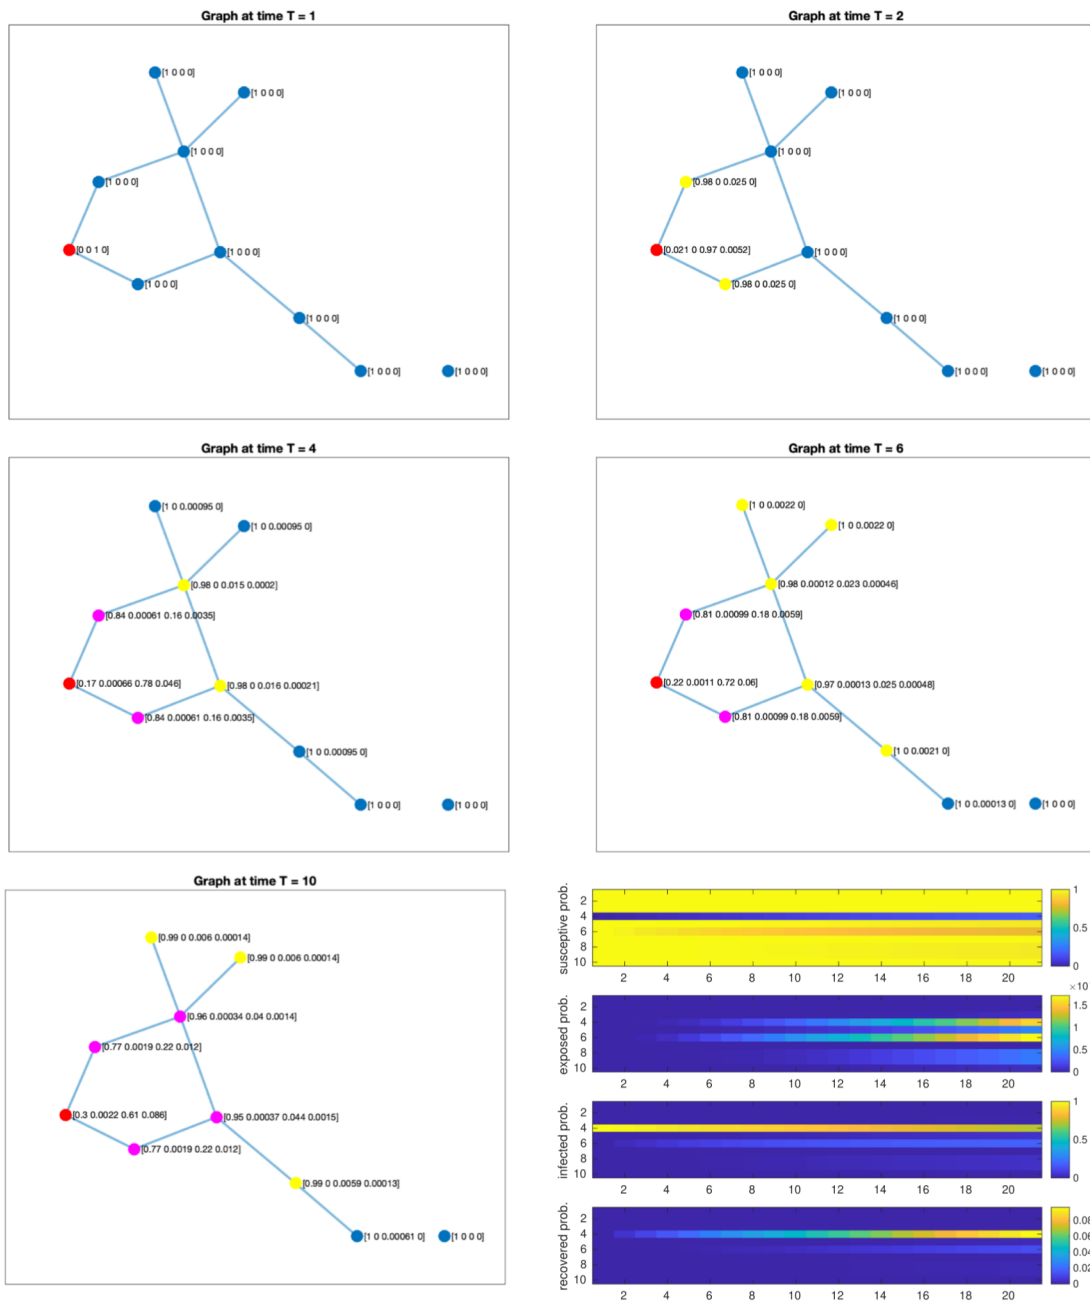 Graph at time T = 1
[1 0 0 0]
[1 0 0 0]
[1 0 0 0]
[1 0 0 0]
[0 0 1 0]
[1 0 0 0]
[1 0 0 0]
[1 0 0 0]
[1 0 0 0]
[1 0 0 0]
Graph at time T = 2
[1 0 0 0]
[1 0 0 0]
[1 0 0 0]
[0.98 0 0.025 0]
[0.021 0 0.97 0.0052]
[1 0 0 0]
[0.98 0 0.025 0]
[1 0 0 0]
[1 0 0 0]
[1 0 0 0]
Graph at time T = 4
[1 0 0.00095 0]
[1 0 0.00095 0]
[0.98 0 0.015 0.0002]
[0.84 0.00061 0.16 0.0035]
[0.17 0.00066 0.78 0.046]
[0.98 0 0.016 0.00021]
[0.84 0.00061 0.16 0.0035]
[1 0 0.00095 0]
[1 0 0 0]
[1 0 0 0]
Graph at time T = 6
[1 0 0.0022 0]
[1 0 0.0022 0]
[0.98 0.00012 0.023 0.00046]
[0.81 0.00099 0.18 0.0059]
[0.22 0.0011 0.72 0.06]
[0.97 0.00013 0.025 0.00048]
[0.81 0.00099 0.18 0.0059]
[1 0 0.0021 0]
[1 0 0.00013 0]
[1 0 0 0]
Graph at time T = 10
[0.99 0 0.006 0.00014]
[0.99 0 0.006 0.00014]
[0.96 0.00034 0.04 0.0014]
[0.77 0.0019 0.22 0.012]
[0.3 0.0022 0.61 0.086]
[0.95 0.00037 0.044 0.0015]
[0.77 0.0019 0.22 0.012]
[0.99 0 0.0059 0.00013]
[1 0 0.00061 0]
[1 0 0 0]
susceptive prob.
2
4
6
8
10
2 4 6 8 10 12 14 16 18 20
1
0.5
0
exposed prob.
2
4
6
8
10
2 4 6 8 10 12 14 16 18 20
×10
1.5
1
0.5
0
infected prob.
2
4
6
8
10
2 4 6 8 10 12 14 16 18 20
1
0.5
0
recovered prob.
2
4
6
8
10
2 4 6 8 10 12 14 16 18 20
0.08
0.06
0.04
0.02
0